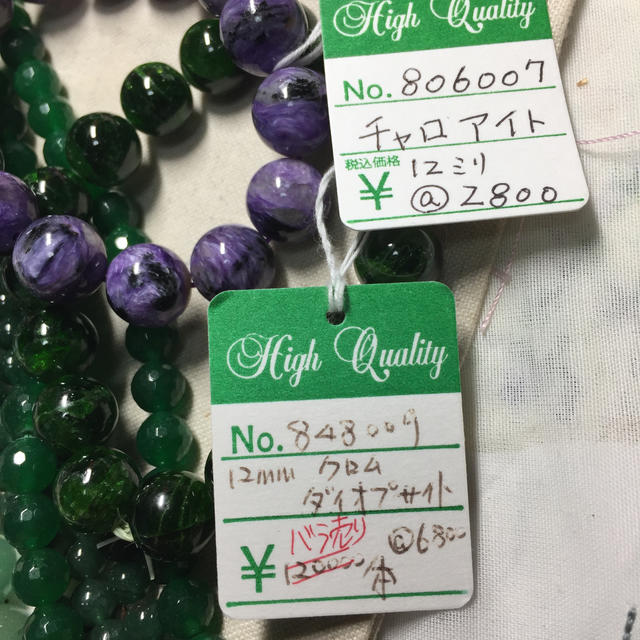 High Quality
No. 806007
チャロアイト
税込価格 12ミリ
¥ @2800
High Quality
No. 848009
12mm クロム
ダイオプサイト
バラ売り @6800
¥ 120000/本